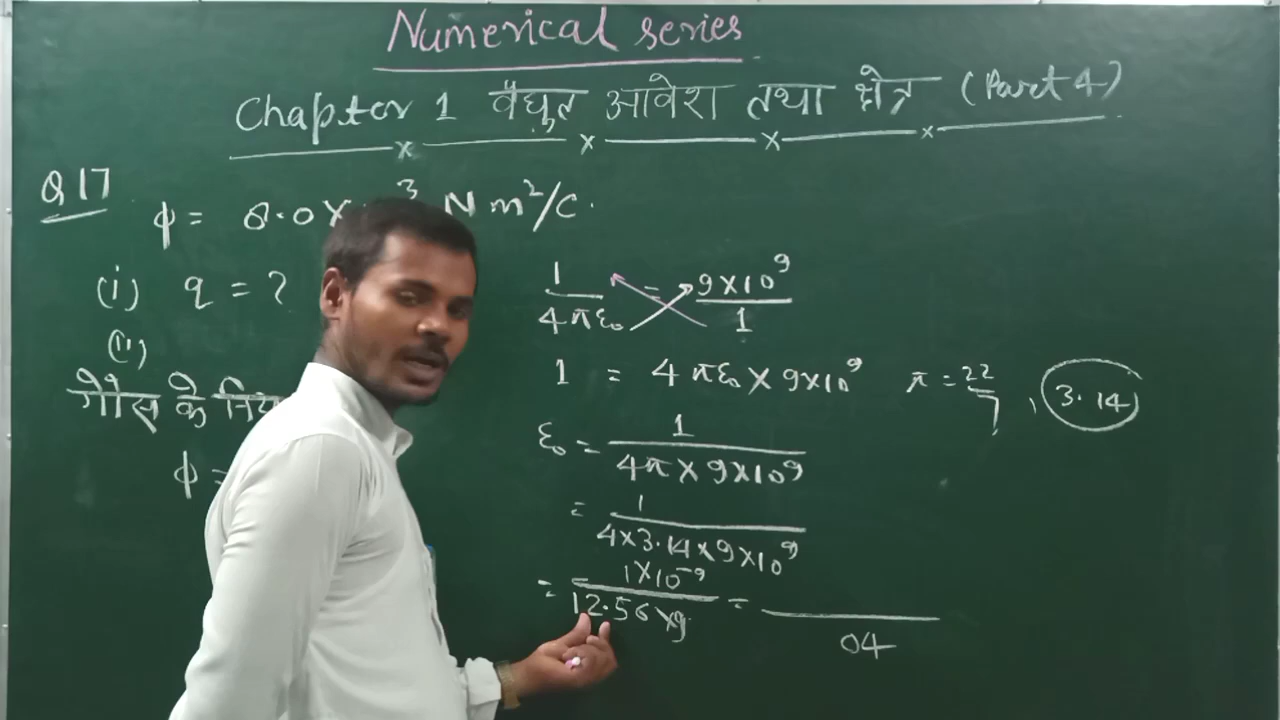 Numerical series
Chapter 1 वैघुत आवेश तथा क्षेत्र (Part 4)
Q 17
ϕ = 8.0 X 3 N m²/C.
(i) q = ?
(ii)
गौस के
ϕ =
1/4πε₀ = 9×10⁹/1
1 = 4πε₀ × 9×10⁹ π = 22/7, 3.14
ε₀ = 1/4π × 9×10⁹
= 1/4×3.14×9×10⁹
= 1×10⁻⁹/12.56×9 =
04